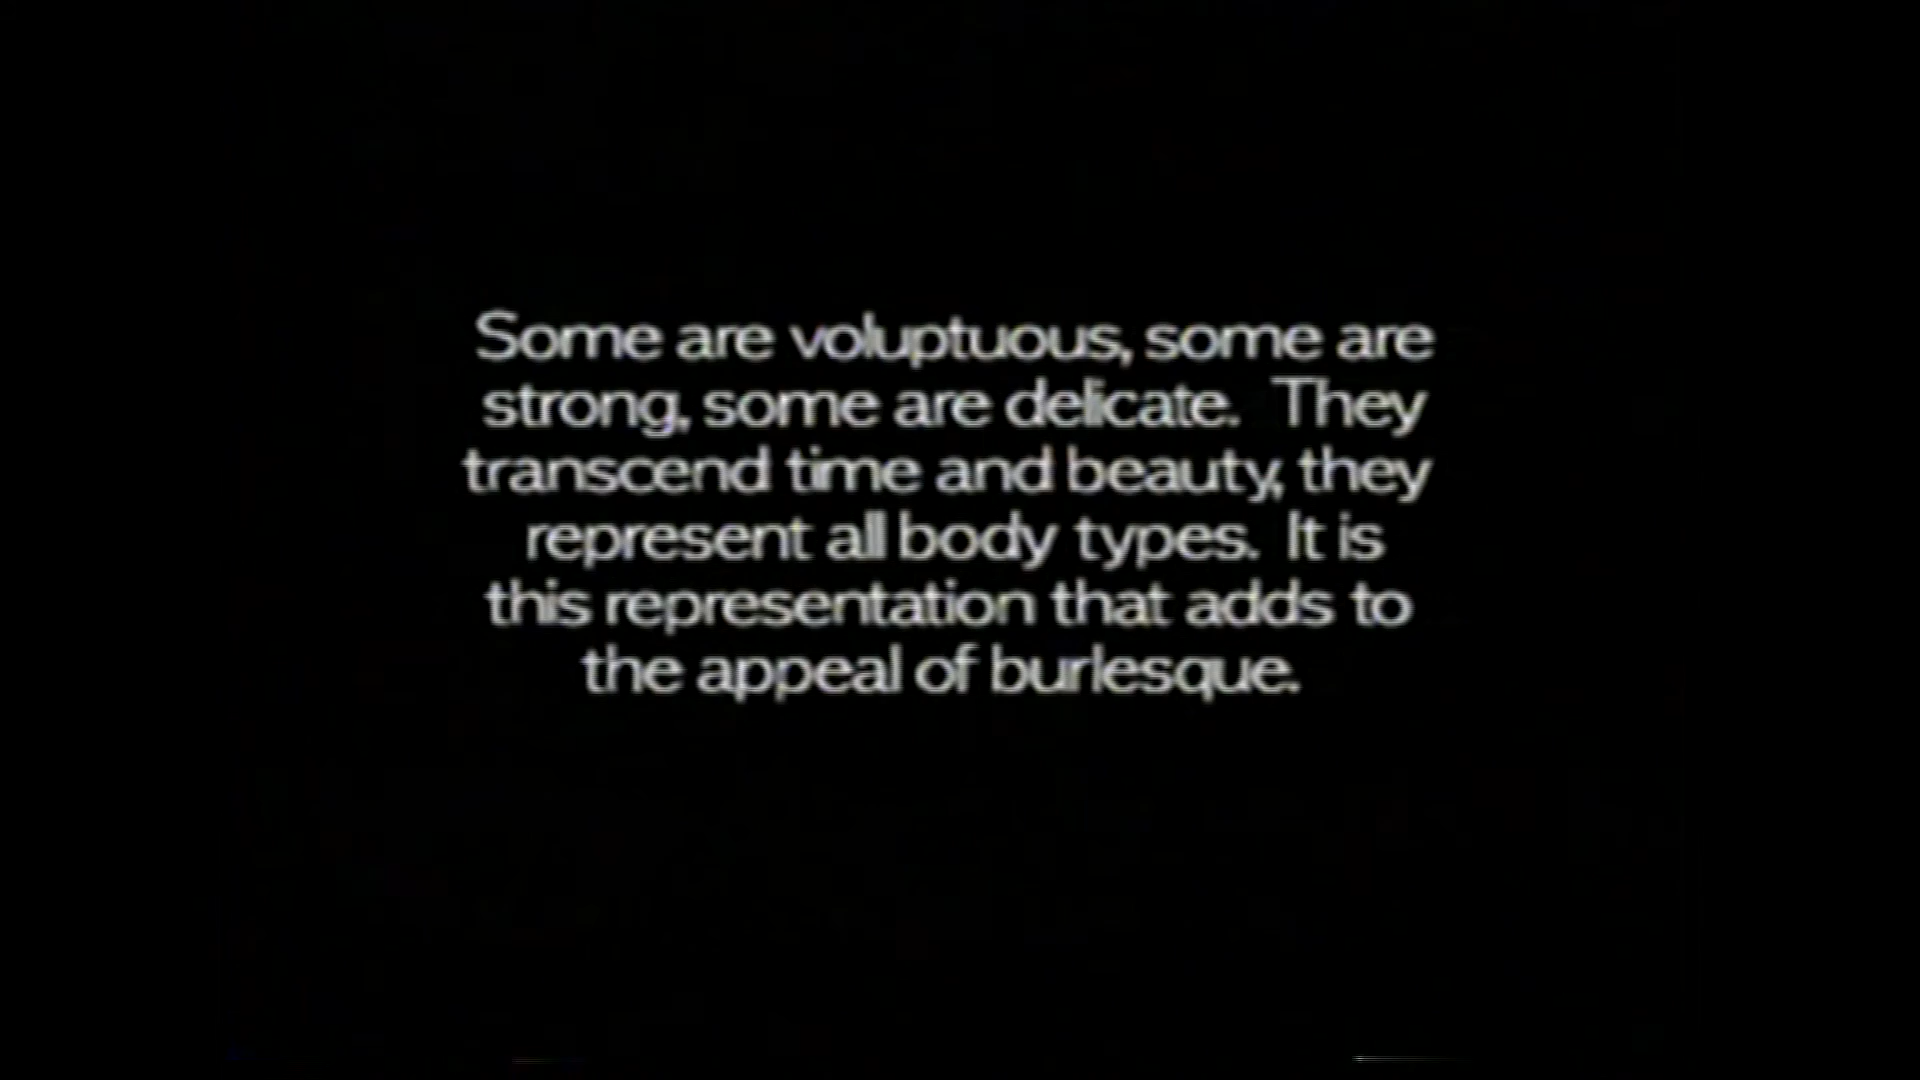 Some are voluptuous, some are
strong, some are delicate.  They
transcend time and beauty, they
represent all body types.  It is
this representation that adds to
the appeal of burlesque.